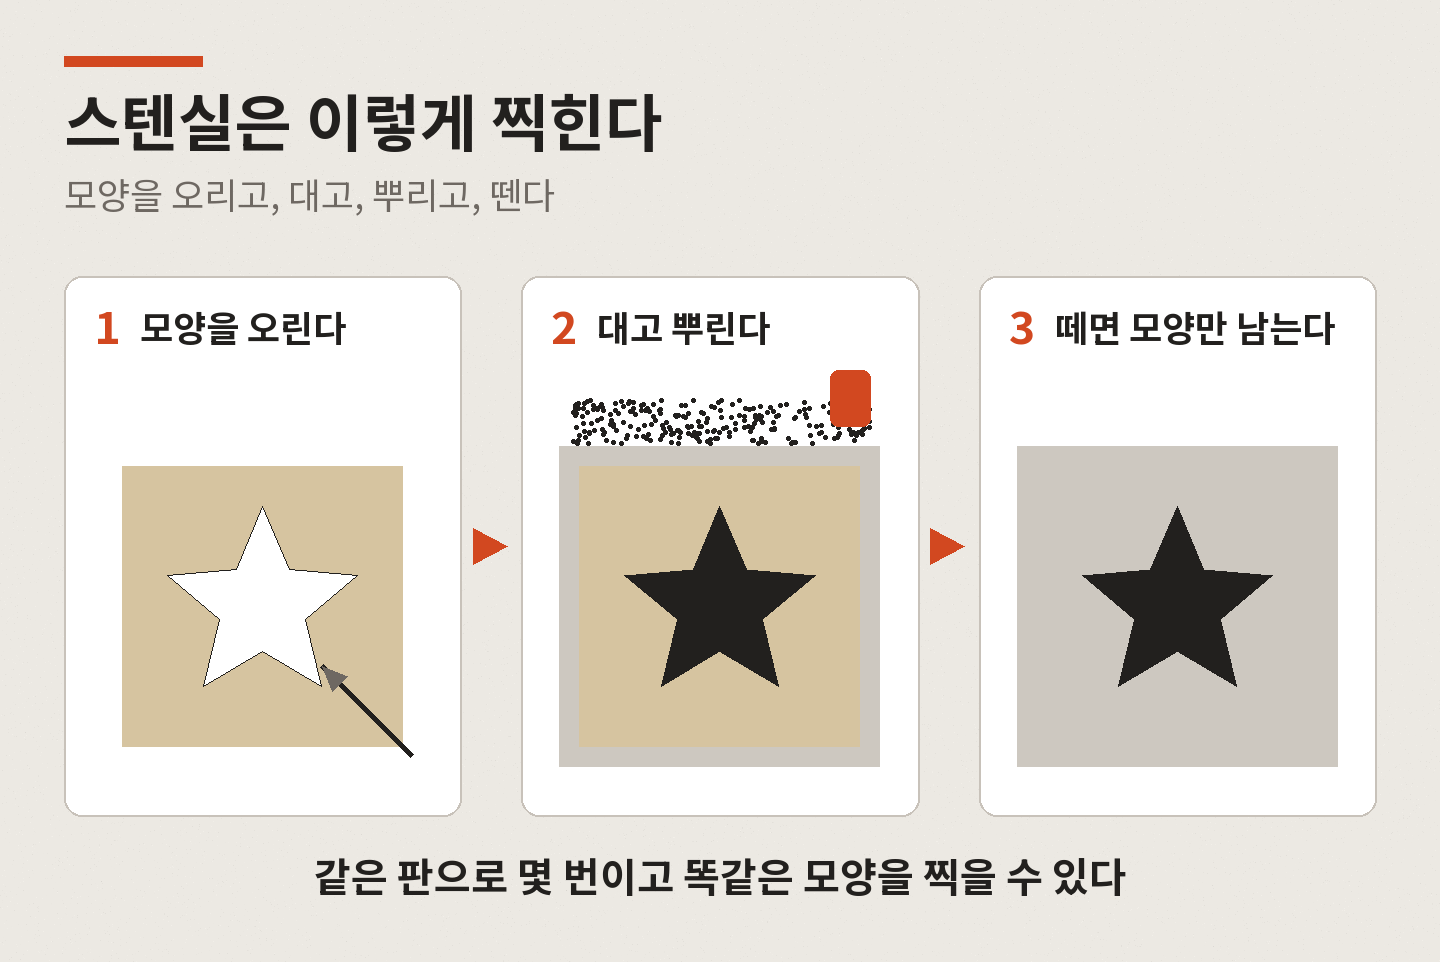 스텐실은 이렇게 찍힌다
모양을 오리고, 대고, 뿌리고, 뗀다
1 모양을 오린다
2 대고 뿌린다
3 떼면 모양만 남는다
같은 판으로 몇 번이고 똑같은 모양을 찍을 수 있다